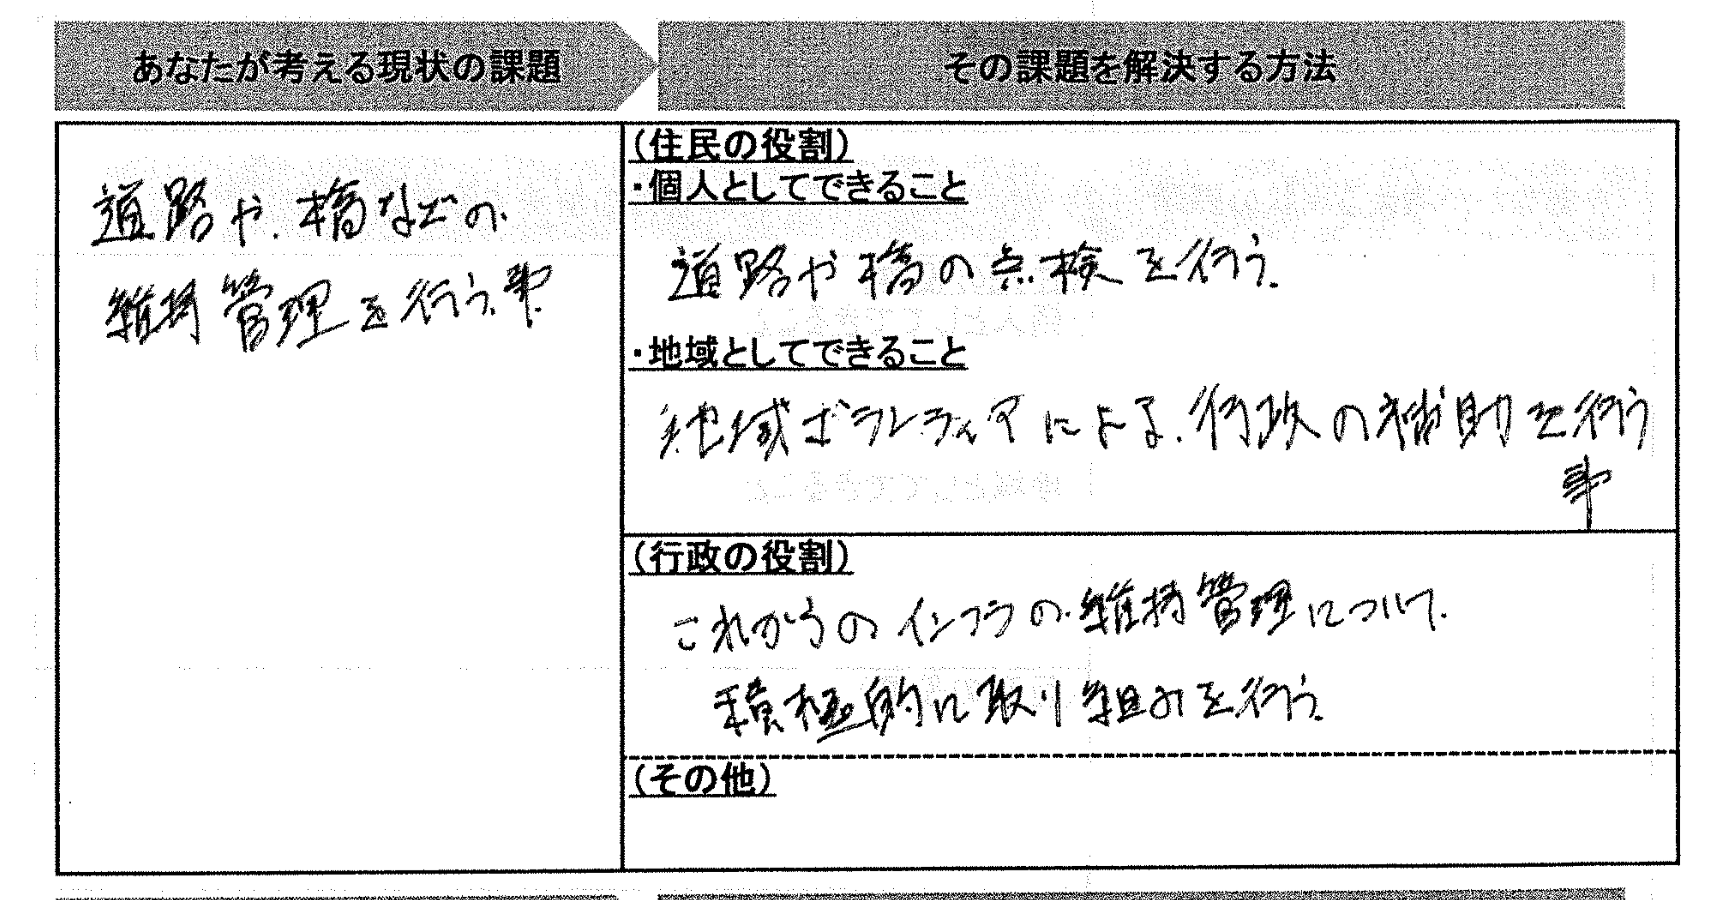 あなたが考える現状の課題
その課題を解決する方法
道路や、橋などの
維持管理を行う事
(住民の役割)
・個人としてできること
道路や橋の点検を行う。
・地域としてできること
地域ボランティアによる、行政の補助を行う
事
(行政の役割)
これからのインフラの維持管理について、
積極的に取り組みを行う。
(その他)